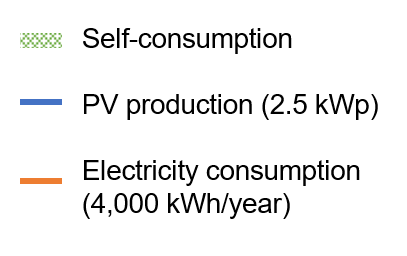 Self-consumption
PV production (2.5 kWp)
Electricity consumption
(4,000 kWh/year)